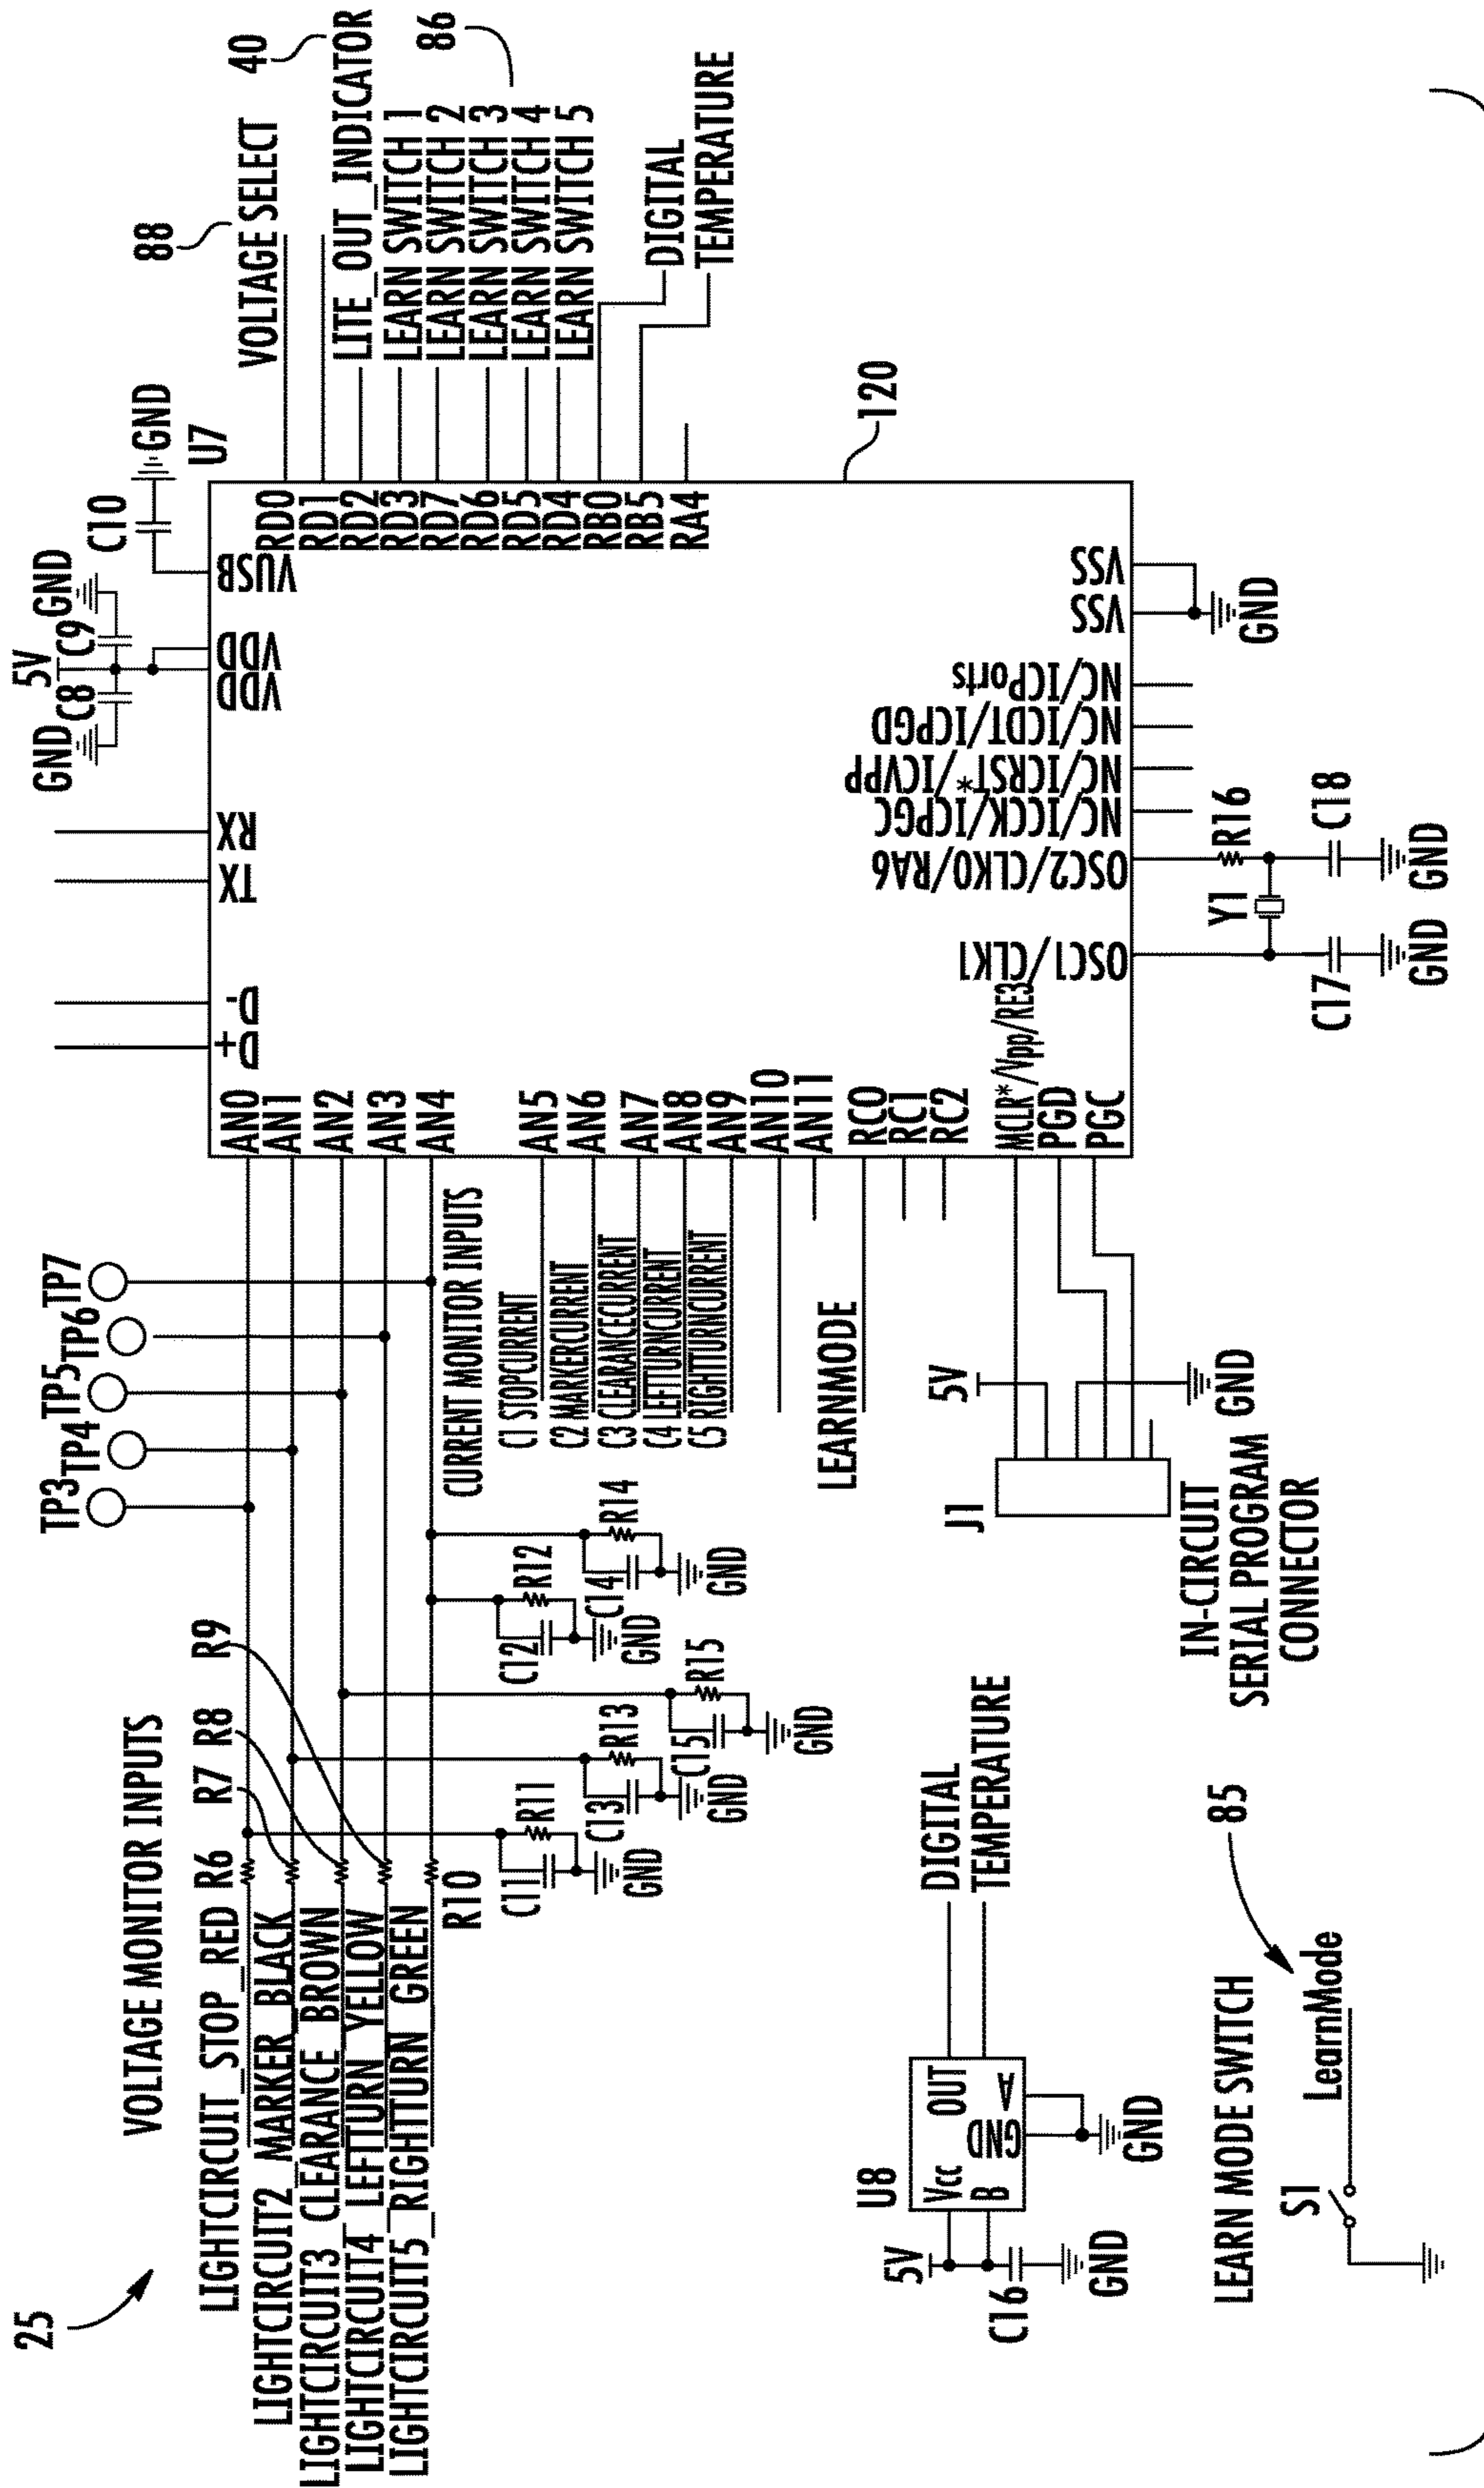 25
VOLTAGE MONITOR INPUTS
LIGHTCIRCUIT_STOP_RED
LIGHTCIRCUIT2_MARKER_BLACK
LIGHTCIRCUIT3_CLEARANCE_BROWN
LIGHTCIRCUIT4_LEFTTURN_YELLOW
LIGHTCIRCUIT5_RIGHTTURN_GREEN
R6
R7
R8
R9
R10
TP3
TP4
TP5
TP6
TP7
C11
R11
GND
C13
R13
GND
C15
R15
GND
C12
R12
GND
C14
R14
GND
CURRENT MONITOR INPUTS
C1 STOPCURRENT
C2 MARKERCURRENT
C3 CLEARANCECURRENT
C4 LEFTTURNCURRENT
C5 RIGHTTURNCURRENT
LEARNMODE
AN0
AN1
AN2
AN3
AN4
AN5
AN6
AN7
AN8
AN9
AN10
AN11
RC0
RC1
RC2
MCLR*/Vpp/RE3
PGD
PGC
D+
D-
TX
RX
VDD
VDD
VUSB
GND
C8
5V
C9
GND
C10
GND
U7
RD0
RD1
RD2
RD3
RD7
RD6
RD5
RD4
RB0
RB5
RA4
88
VOLTAGE SELECT
40
LITE_OUT_INDICATOR
LEARN SWITCH 1
LEARN SWITCH 2
LEARN SWITCH 3
LEARN SWITCH 4
LEARN SWITCH 5
86
DIGITAL
TEMPERATURE
120
OSC1/CLK1
OSC2/CLKO/RA6
NC/ICCK/ICPGC
NC/ICRST*/ICVPP
NC/ICDT/ICPGD
NC/ICPorts
VSS
VSS
GND
Y1
R16
C17
C18
GND
GND
5V
J1
GND
IN-CIRCUIT
SERIAL PROGRAM
CONNECTOR
U8
Vcc
OUT
B
GND
A
5V
C16
GND
GND
DIGITAL
TEMPERATURE
LEARN MODE SWITCH
85
S1
LearnMode